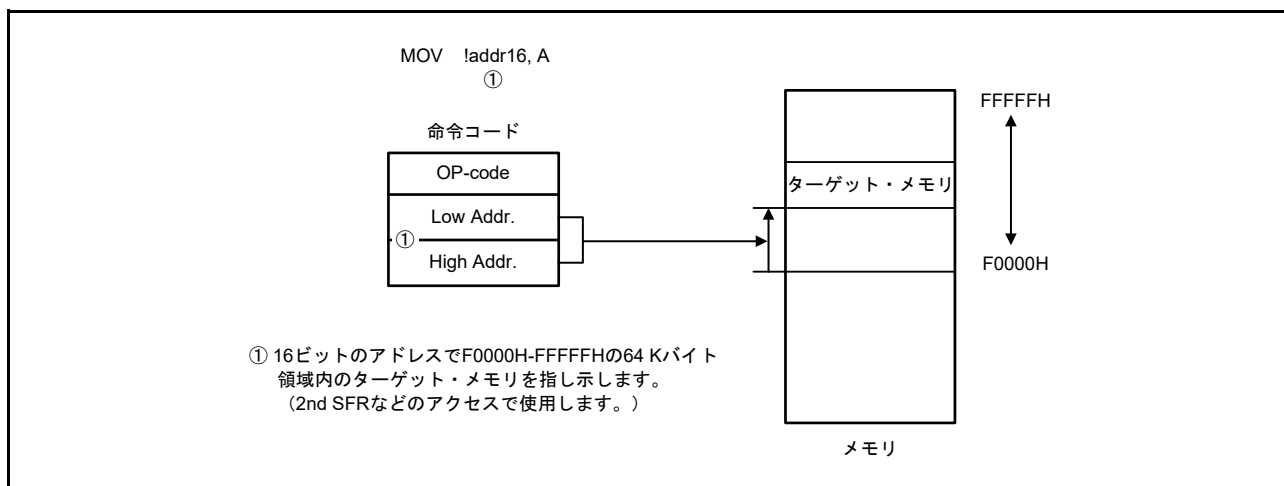 MOV !addr16, A
①
命令コード
OP-code
Low Addr.
①
High Addr.
FFFFFH
ターゲット・メモリ
F0000H
メモリ
① 16ビットのアドレスでF0000H-FFFFFHの64 Kバイト
領域内のターゲット・メモリを指し示します。
（2nd SFRなどのアクセスで使用します。）